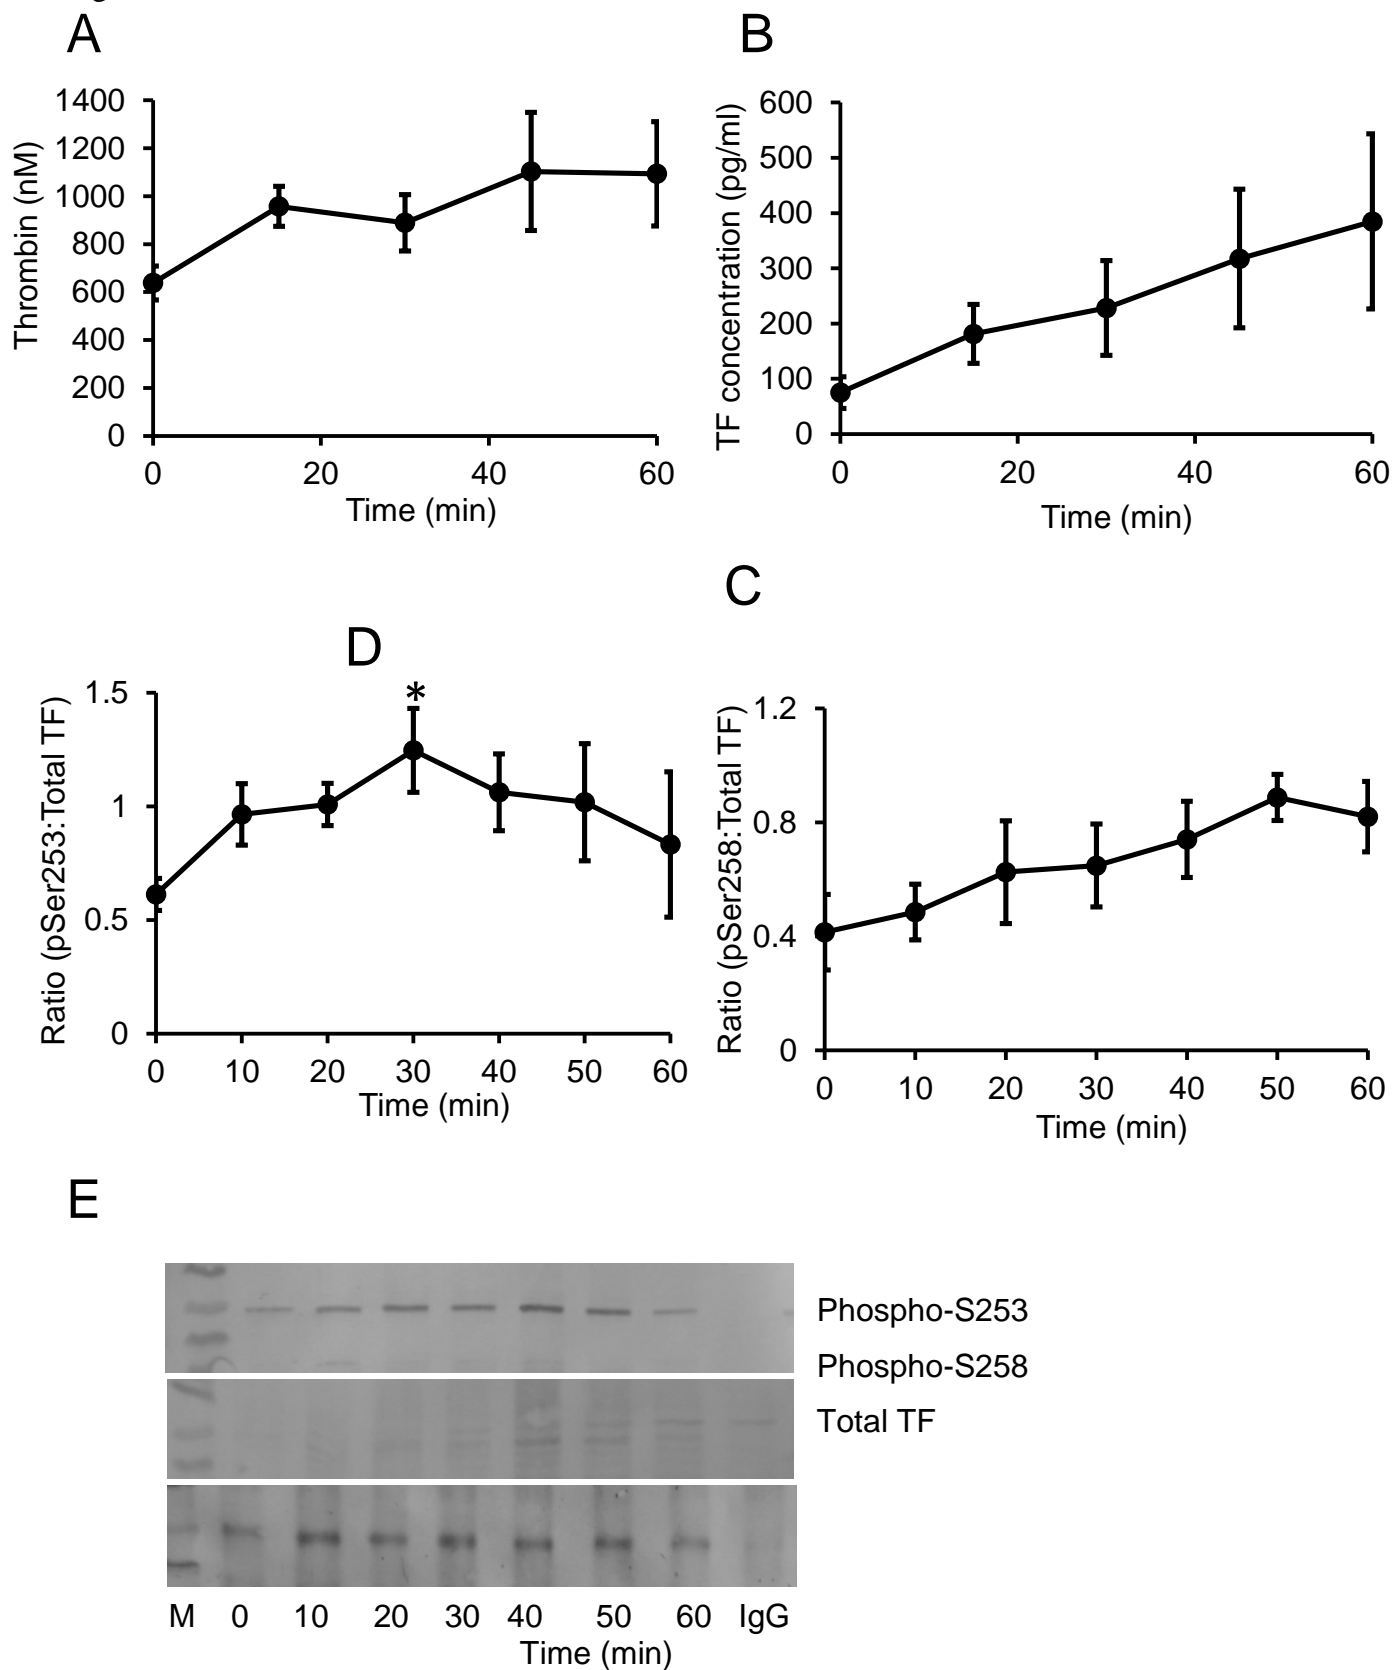 A
Thrombin (nM)
1400
1200
1000
800
600
400
200
0
0 20 40 60
Time (min)
B
TF concentration (pg/ml)
600
500
400
300
200
100
0
0 20 40 60
Time (min)
D
*
Ratio (pSer253:Total TF)
1.5
1
0.5
0
0 10 20 30 40 50 60
Time (min)
C
Ratio (pSer258:Total TF)
1.2
0.8
0.4
0
0 10 20 30 40 50 60
Time (min)
E
Phospho-S253
Phospho-S258
Total TF
M 0 10 20 30 40 50 60 IgG
Time (min)